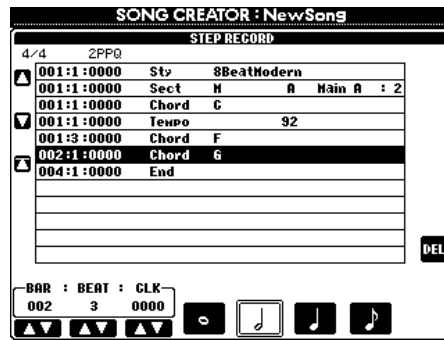 SONG CREATOR : NewSong
STEP RECORD
4/4 2PPQ
001:1:0000 Sty 8BeatModern
001:1:0000 Sect M A Main A : 2
001:1:0000 Chord C
001:1:0000 Tempo 92
001:3:0000 Chord F
002:1:0000 Chord G
004:1:0000 End
DEL
BAR : BEAT : CLK
002 3 0000